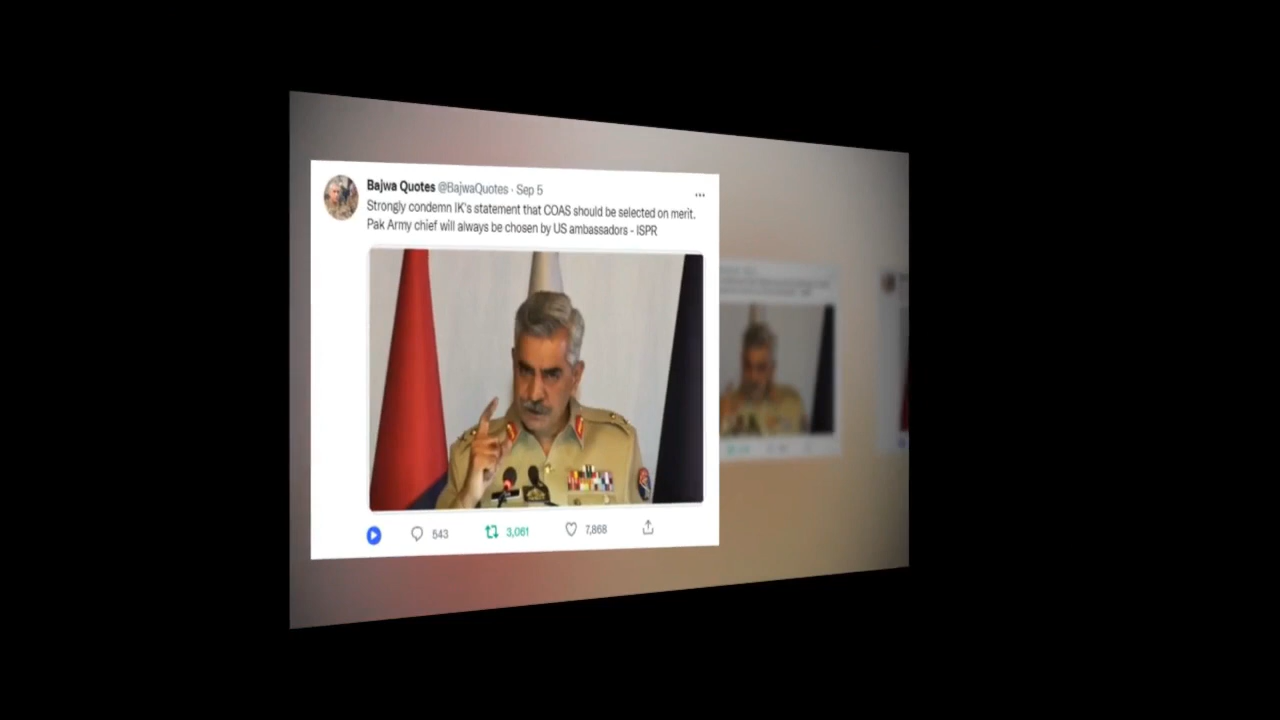 Bajwa Quotes @BajwaQuotes · Sep 5
Strongly condemn IK's statement that COAS should be selected on merit.
Pak Army chief will always be chosen by US ambassadors - ISPR
543 3,061 7,868